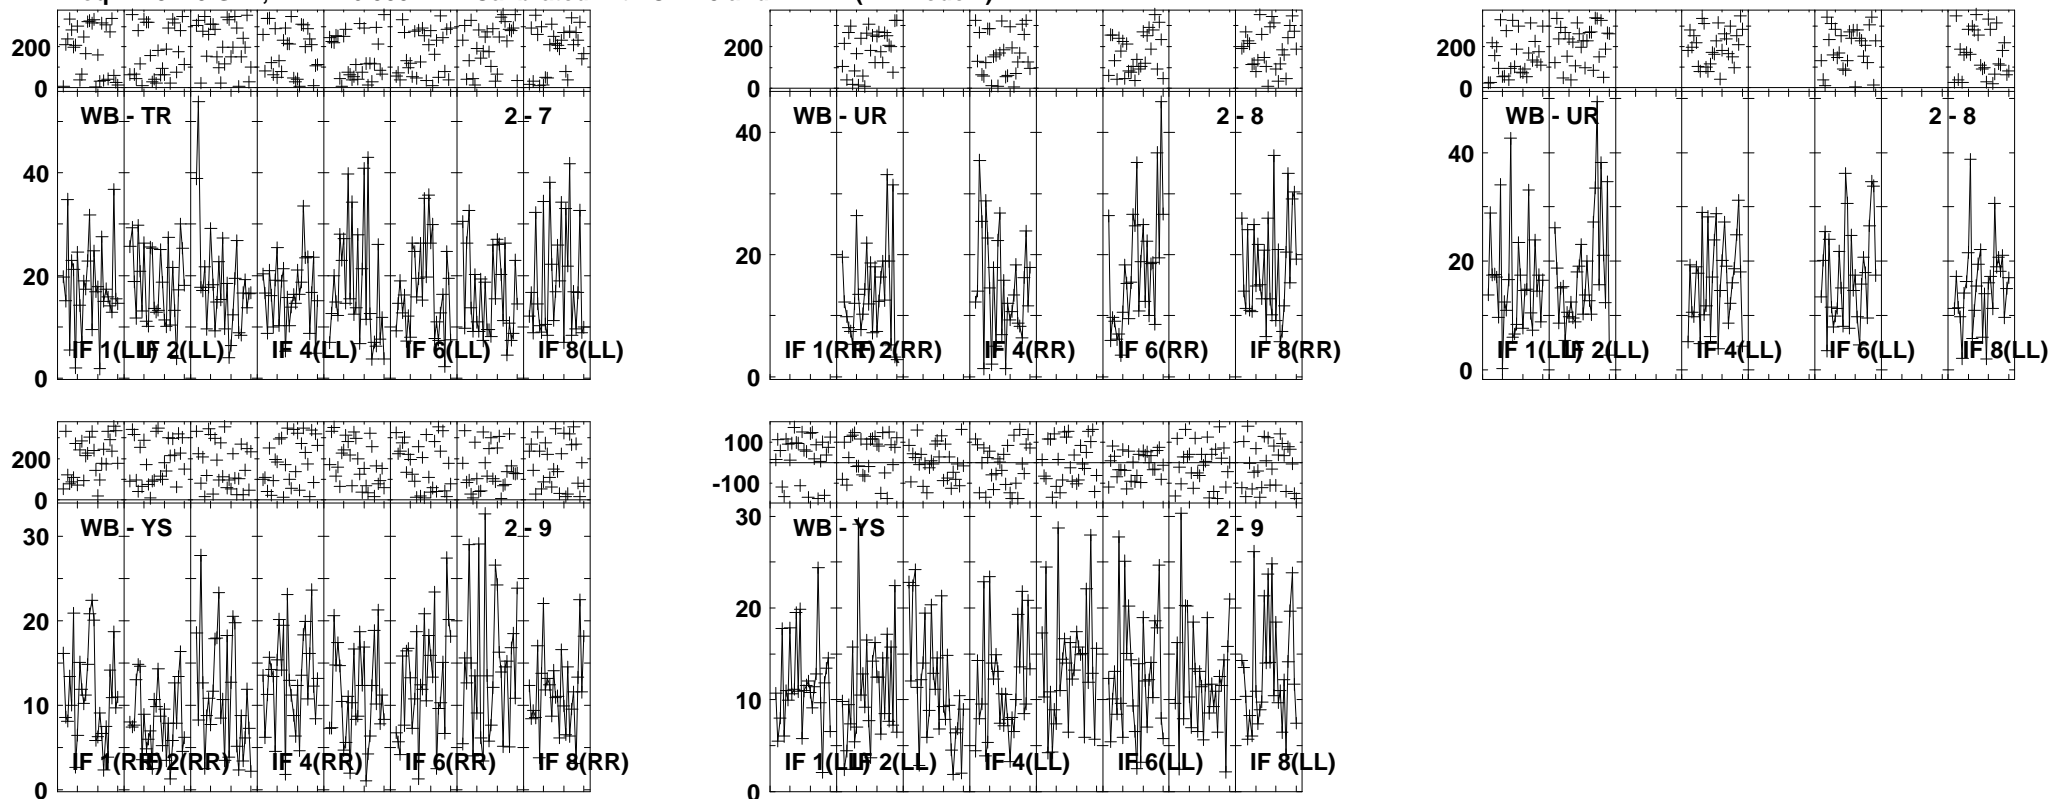 200
0
WB - TR
2 - 7
40
20
0
IF 1(LL)
IF 2(LL)
IF 4(LL)
IF 6(LL)
IF 8(LL)
200
0
WB - UR
2 - 8
40
20
0
IF 1(RR)
IF 2(RR)
IF 4(RR)
IF 6(RR)
IF 8(RR)
200
0
WB - UR
2 - 8
40
20
0
IF 1(LL)
IF 2(LL)
IF 4(LL)
IF 6(LL)
IF 8(LL)
200
0
WB - YS
2 - 9
30
20
10
0
IF 1(RR)
IF 2(RR)
IF 4(RR)
IF 6(RR)
IF 8(RR)
100
-100
WB - YS
2 - 9
30
20
10
0
IF 1(LL)
IF 2(LL)
IF 4(LL)
IF 6(LL)
IF 8(LL)